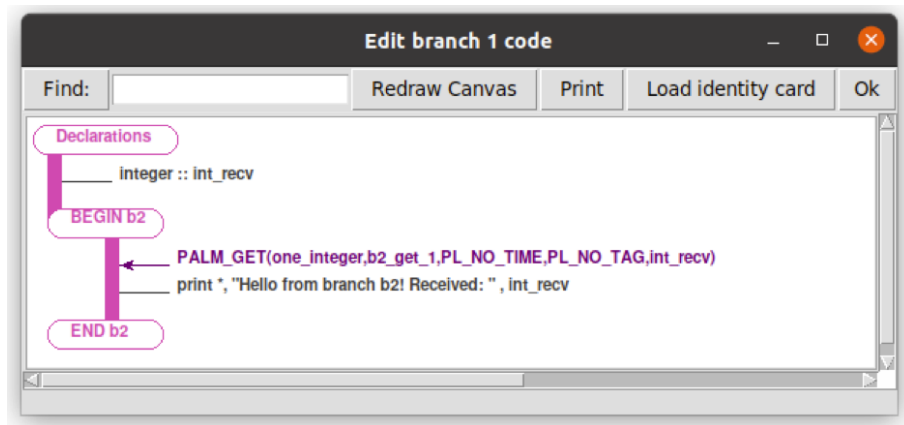 Edit branch 1 code
Find: Redraw Canvas Print Load identity card Ok
Declarations
integer :: int_recv
BEGIN b2
PALM_GET(one_integer,b2_get_1,PL_NO_TIME,PL_NO_TAG,int_recv)
print *, "Hello from branch b2! Received: " , int_recv
END b2